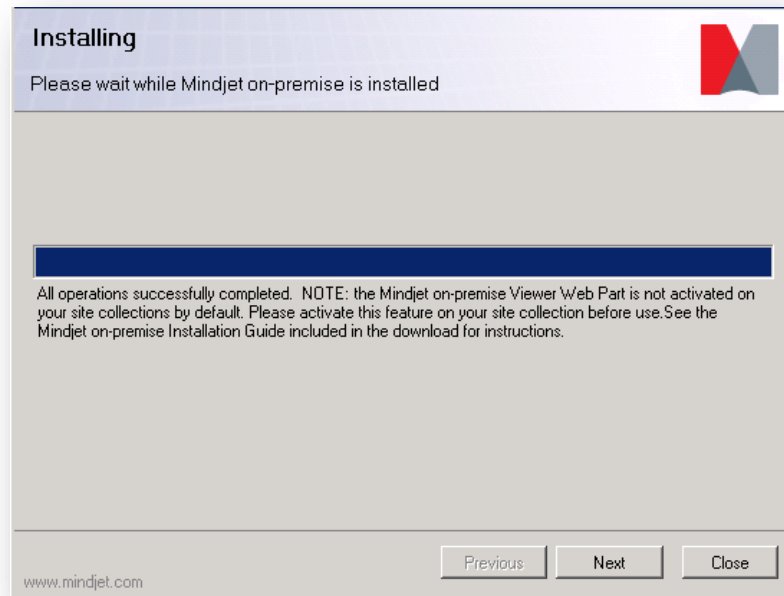 Installing
Please wait while Mindjet on-premise is installed
All operations successfully completed.  NOTE: the Mindjet on-premise Viewer Web Part is not activated on
your site collections by default. Please activate this feature on your site collection before use.See the
Mindjet on-premise Installation Guide included in the download for instructions.
Previous
Next
Close
www.mindjet.com